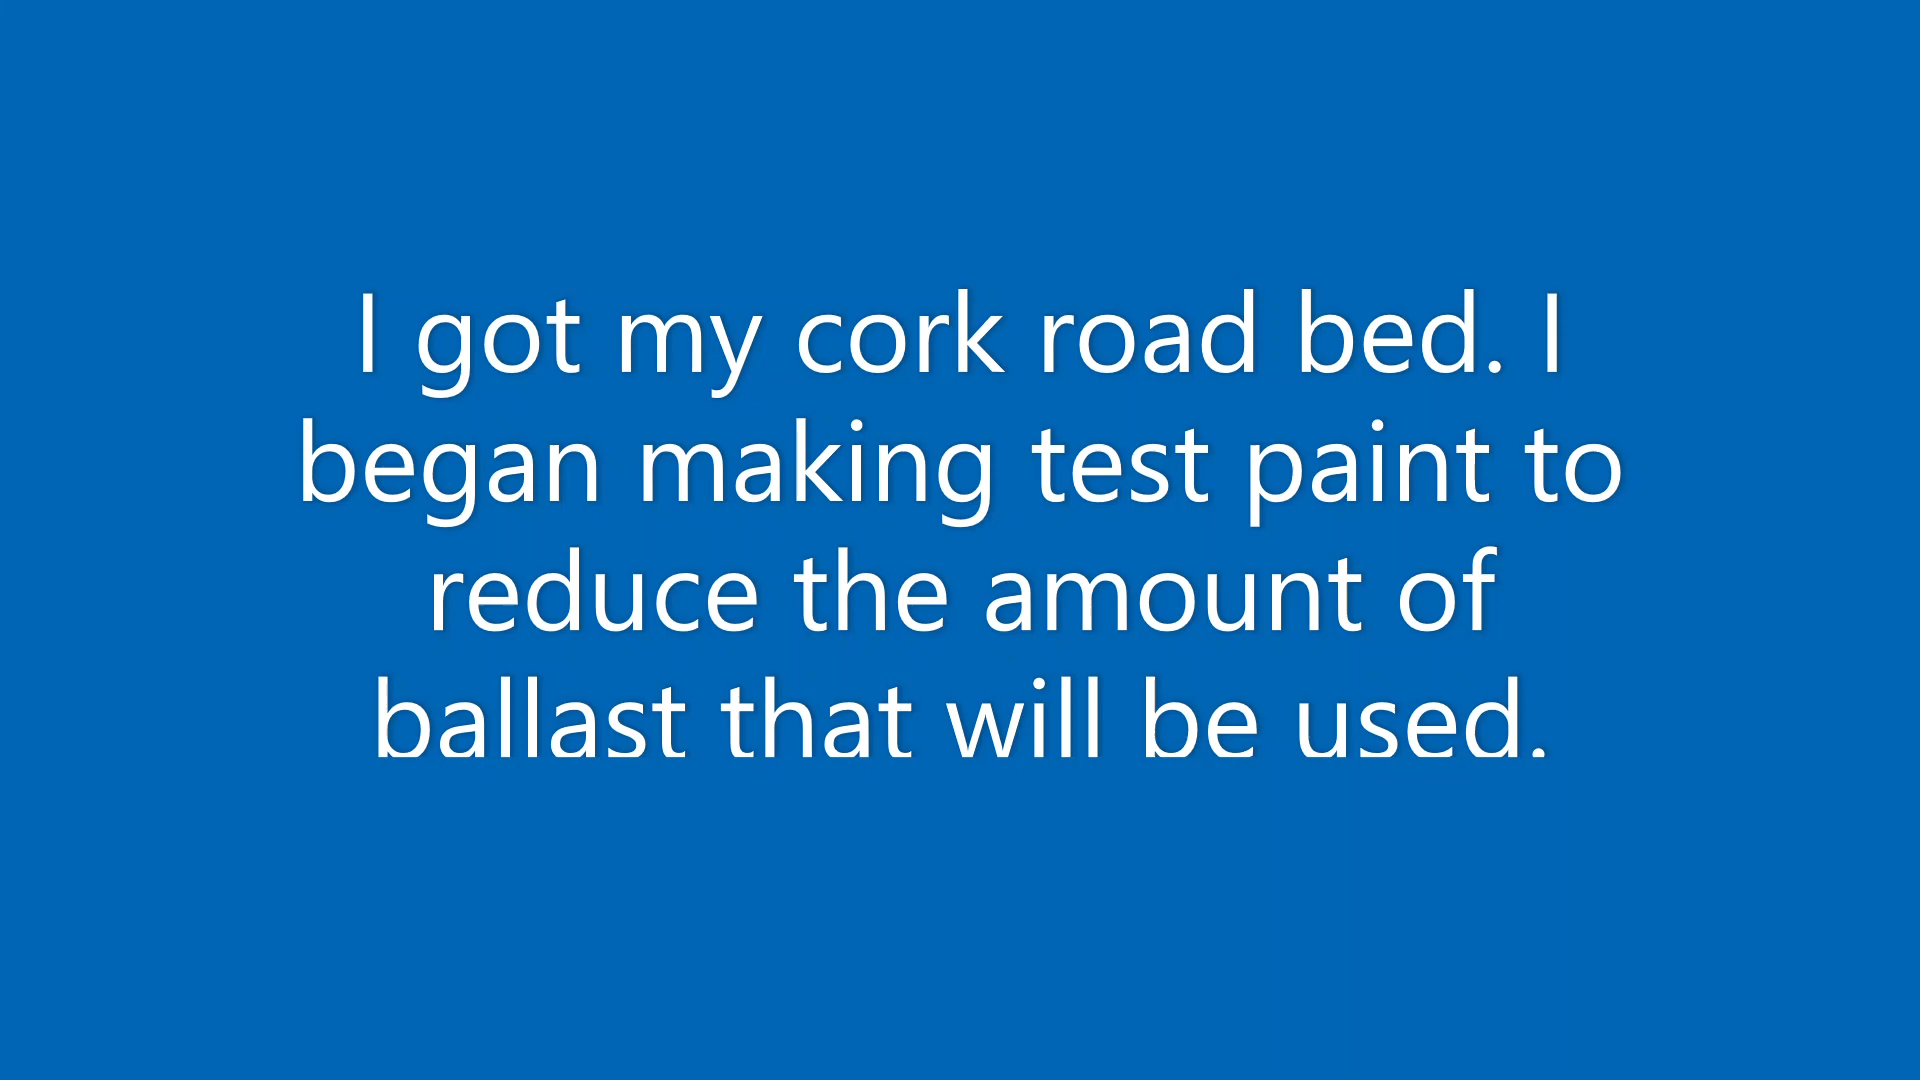 I got my cork road bed. I
began making test paint to
reduce the amount of
ballast that will be used.